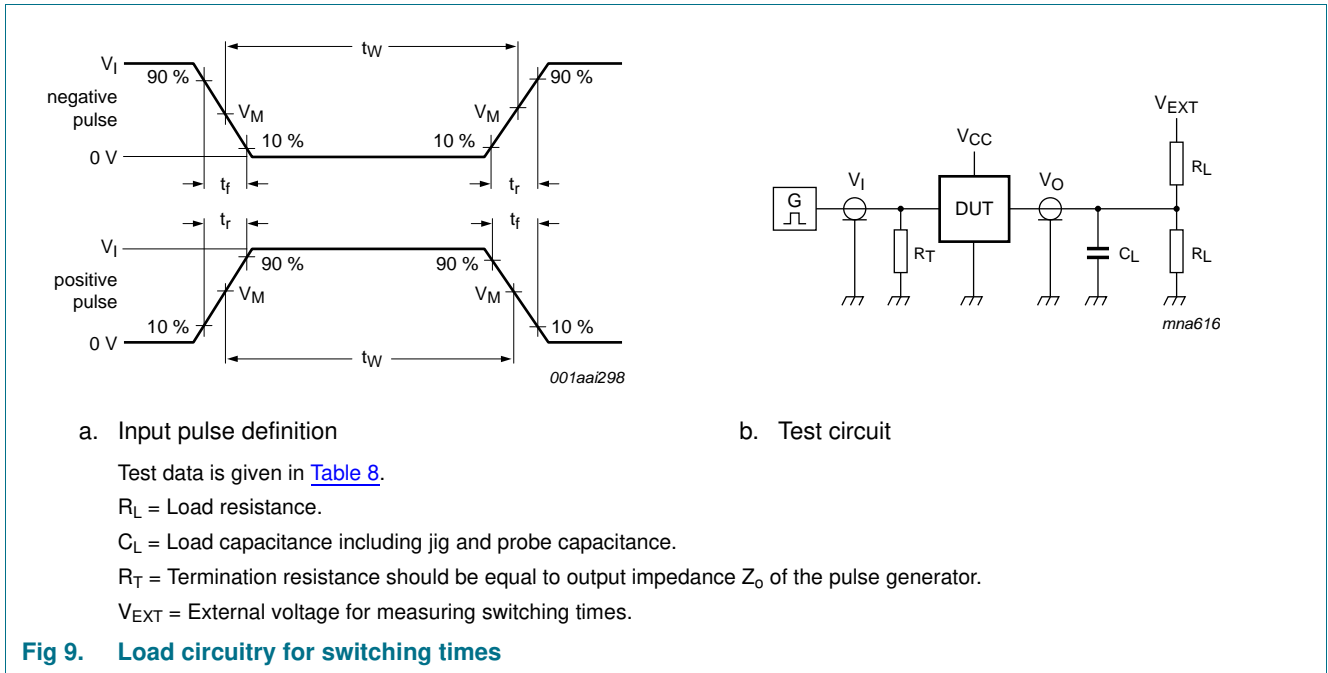 tW
VI
90 %
90 %
negative
pulse
VM
VM
10 %
10 %
0 V
tf
tr
tr
tf
VI
90 %
90 %
positive
pulse
VM
VM
10 %
10 %
0 V
tW
001aai298
VEXT
VCC
RL
VI
VO
G
DUT
RT
CL
RL
mna616
a. Input pulse definition
b. Test circuit
Test data is given in Table 8.
RL = Load resistance.
CL = Load capacitance including jig and probe capacitance.
RT = Termination resistance should be equal to output impedance Zo of the pulse generator.
VEXT = External voltage for measuring switching times.
Fig 9. Load circuitry for switching times